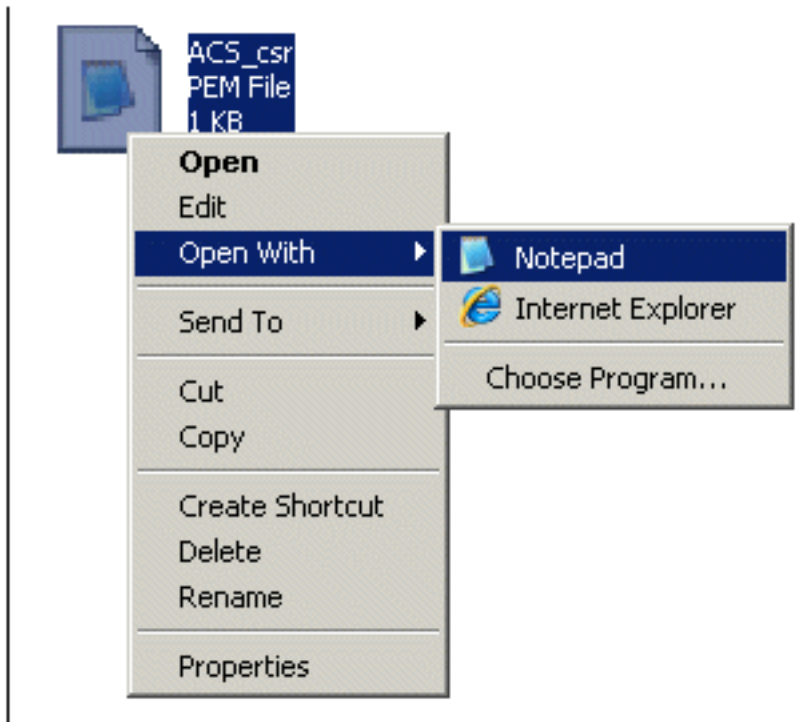 ACS_csr
PEM File
1 KB
Open
Edit
Open With
Notepad
Internet Explorer
Choose Program...
Send To
Cut
Copy
Create Shortcut
Delete
Rename
Properties